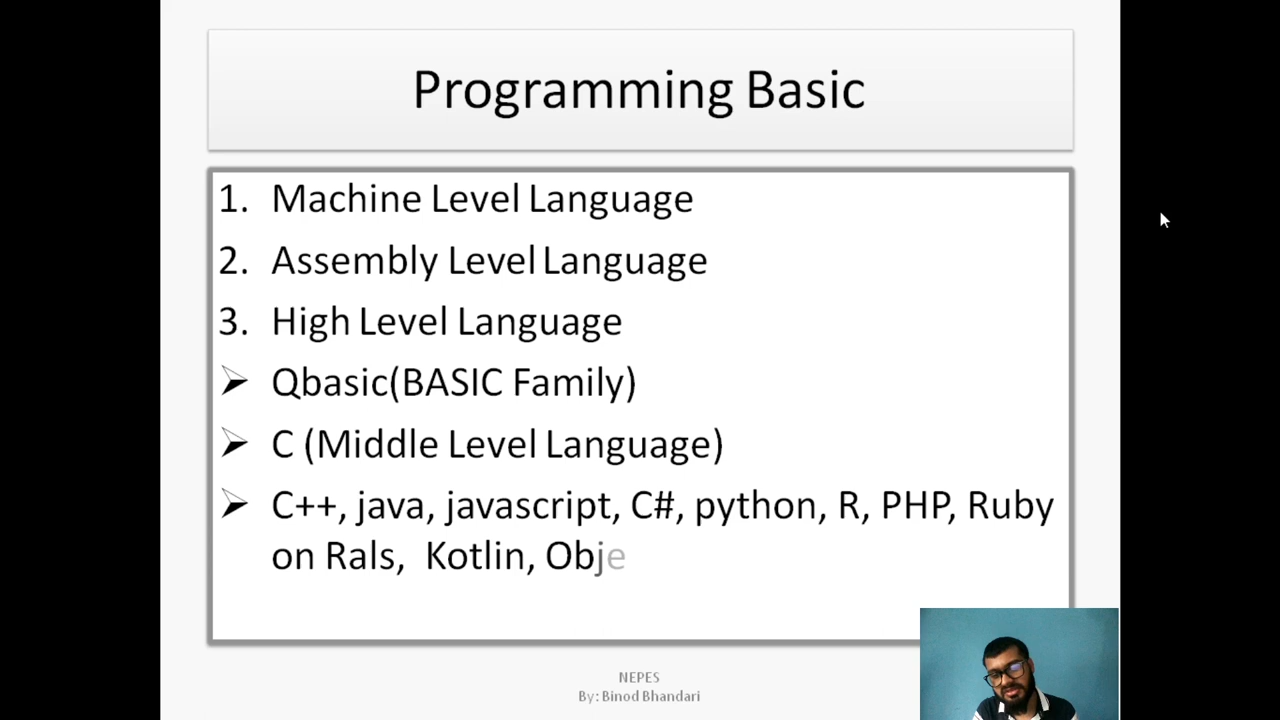 Programming Basic
1. Machine Level Language
2. Assembly Level Language
3. High Level Language
Qbasic(BASIC Family)
C (Middle Level Language)
C++, java, javascript, C#, python, R, PHP, Ruby
on Rals, Kotlin, Obje
NEPES
By: Binod Bhandari